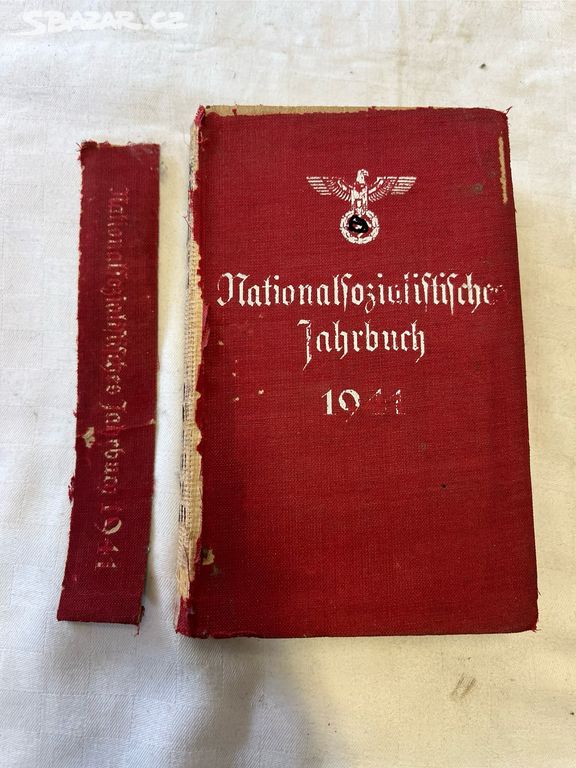 SBAZAR.CZ
Nationalsozialistisches Jahrbuch 1941
Nationalsozialistisches
Jahrbuch
1941